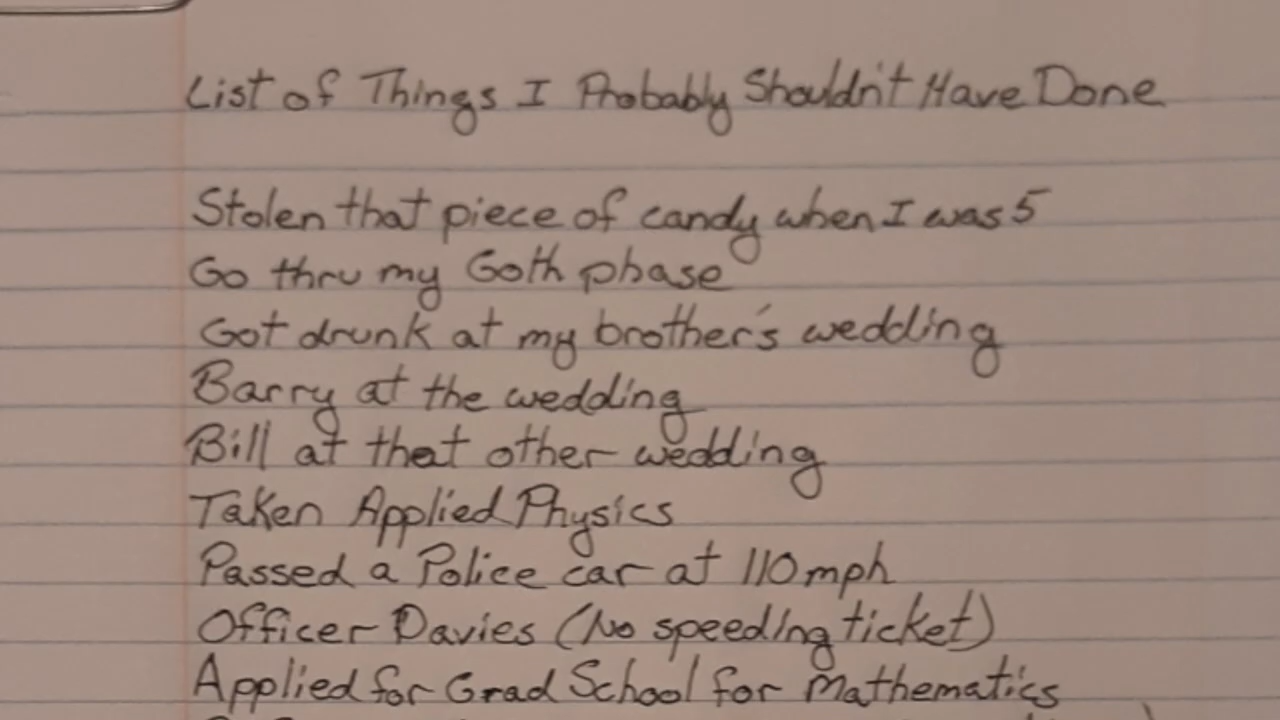 List of Things I Probably Shouldn't Have Done
Stolen that piece of candy when I was 5
Go thru my Goth phase
Got drunk at my brother's wedding
Barry at the wedding
Bill at that other wedding
Taken Applied Physics
Passed a Police car at 110 mph
Officer Davies (No speeding ticket)
Applied for Grad School for Mathematics